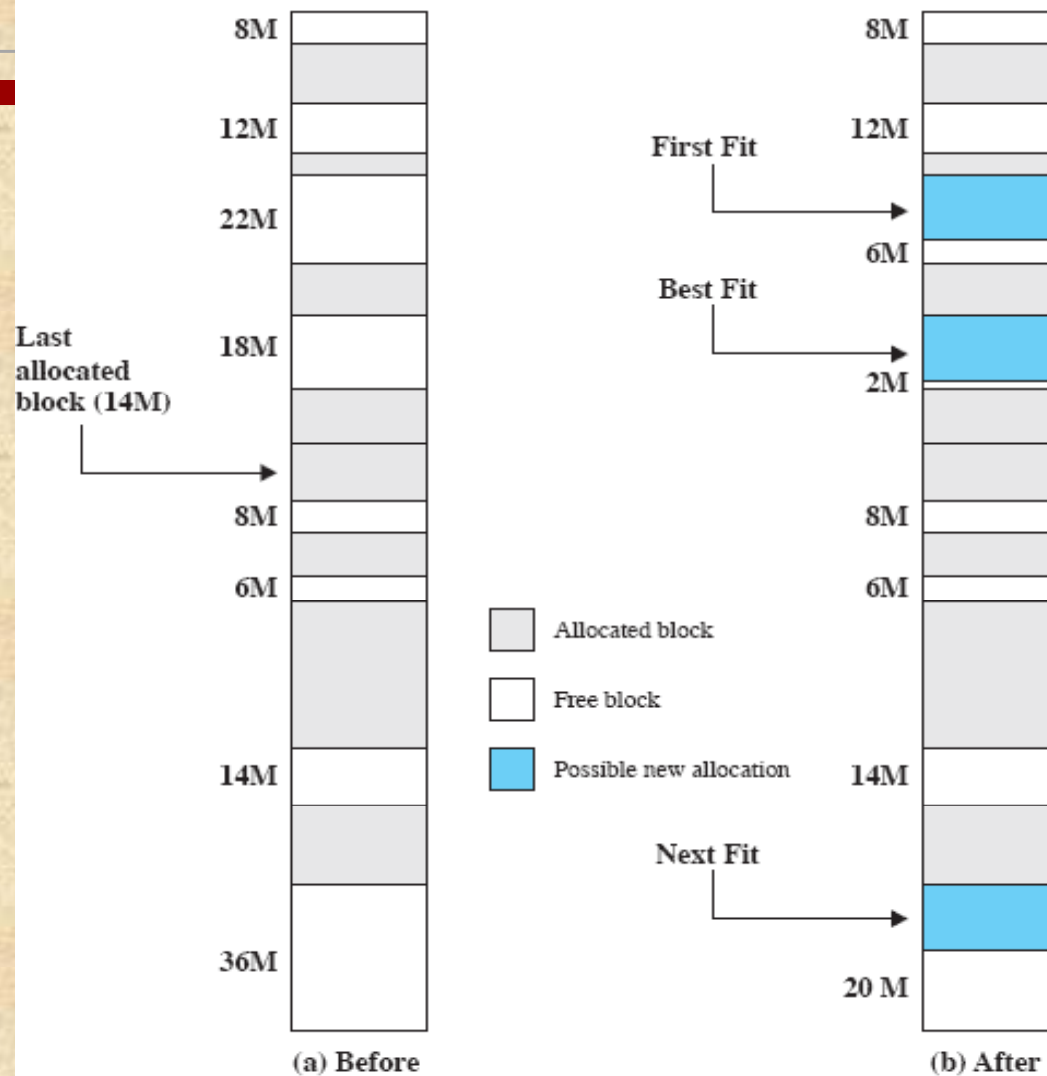 8M
12M
22M
18M
Last
allocated
block (14M)
8M
6M
14M
36M
(a) Before
Allocated block
Free block
Possible new allocation
8M
12M
First Fit
6M
Best Fit
2M
8M
6M
14M
Next Fit
20 M
(b) After